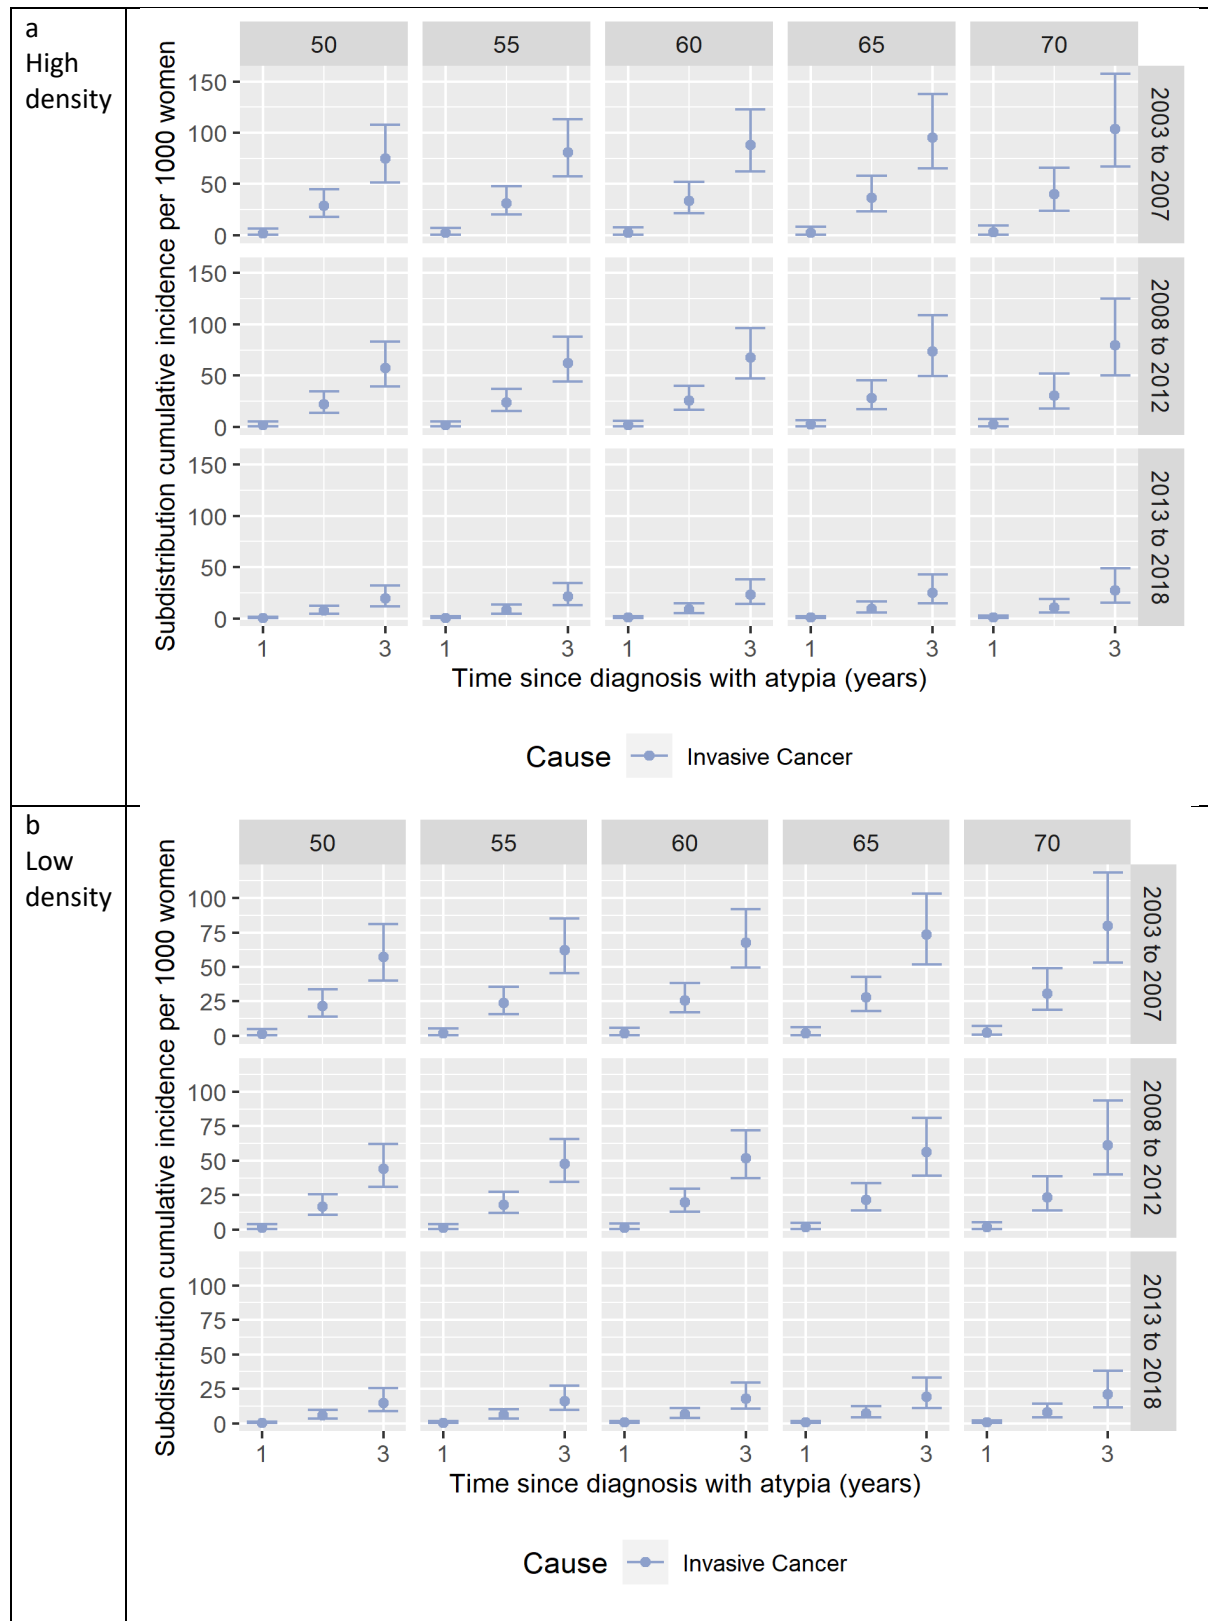 a
High
density
50 55 60 65 70
Subdistribution cumulative incidence per 1000 women
150
100
50
0
2003 to 2007
150
100
50
0
2008 to 2012
150
100
50
0
2013 to 2018
1 3 1 3 1 3 1 3 1 3
Time since diagnosis with atypia (years)
Cause Invasive Cancer
b
Low
density
50 55 60 65 70
Subdistribution cumulative incidence per 1000 women
100
75
50
25
0
2003 to 2007
100
75
50
25
0
2008 to 2012
100
75
50
25
0
2013 to 2018
1 3 1 3 1 3 1 3 1 3
Time since diagnosis with atypia (years)
Cause Invasive Cancer